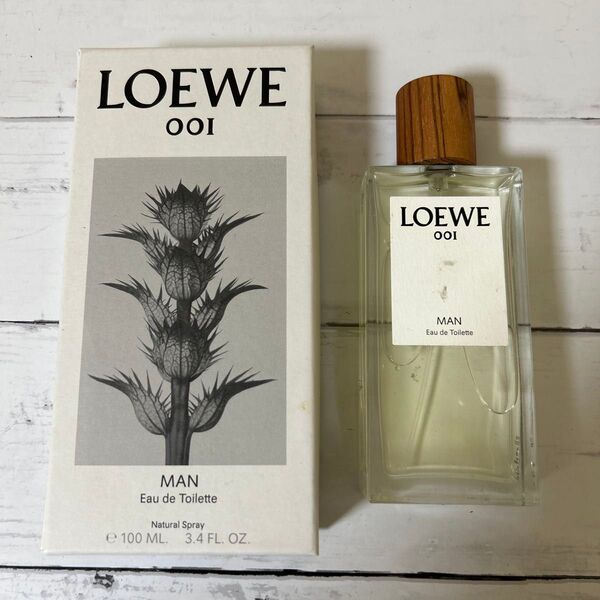 LOEWE
001
MAN
Eau de Toilette
Natural Spray
℮ 100 ML. 3.4 FL. OZ.
LOEWE
001
MAN
Eau de Toilette